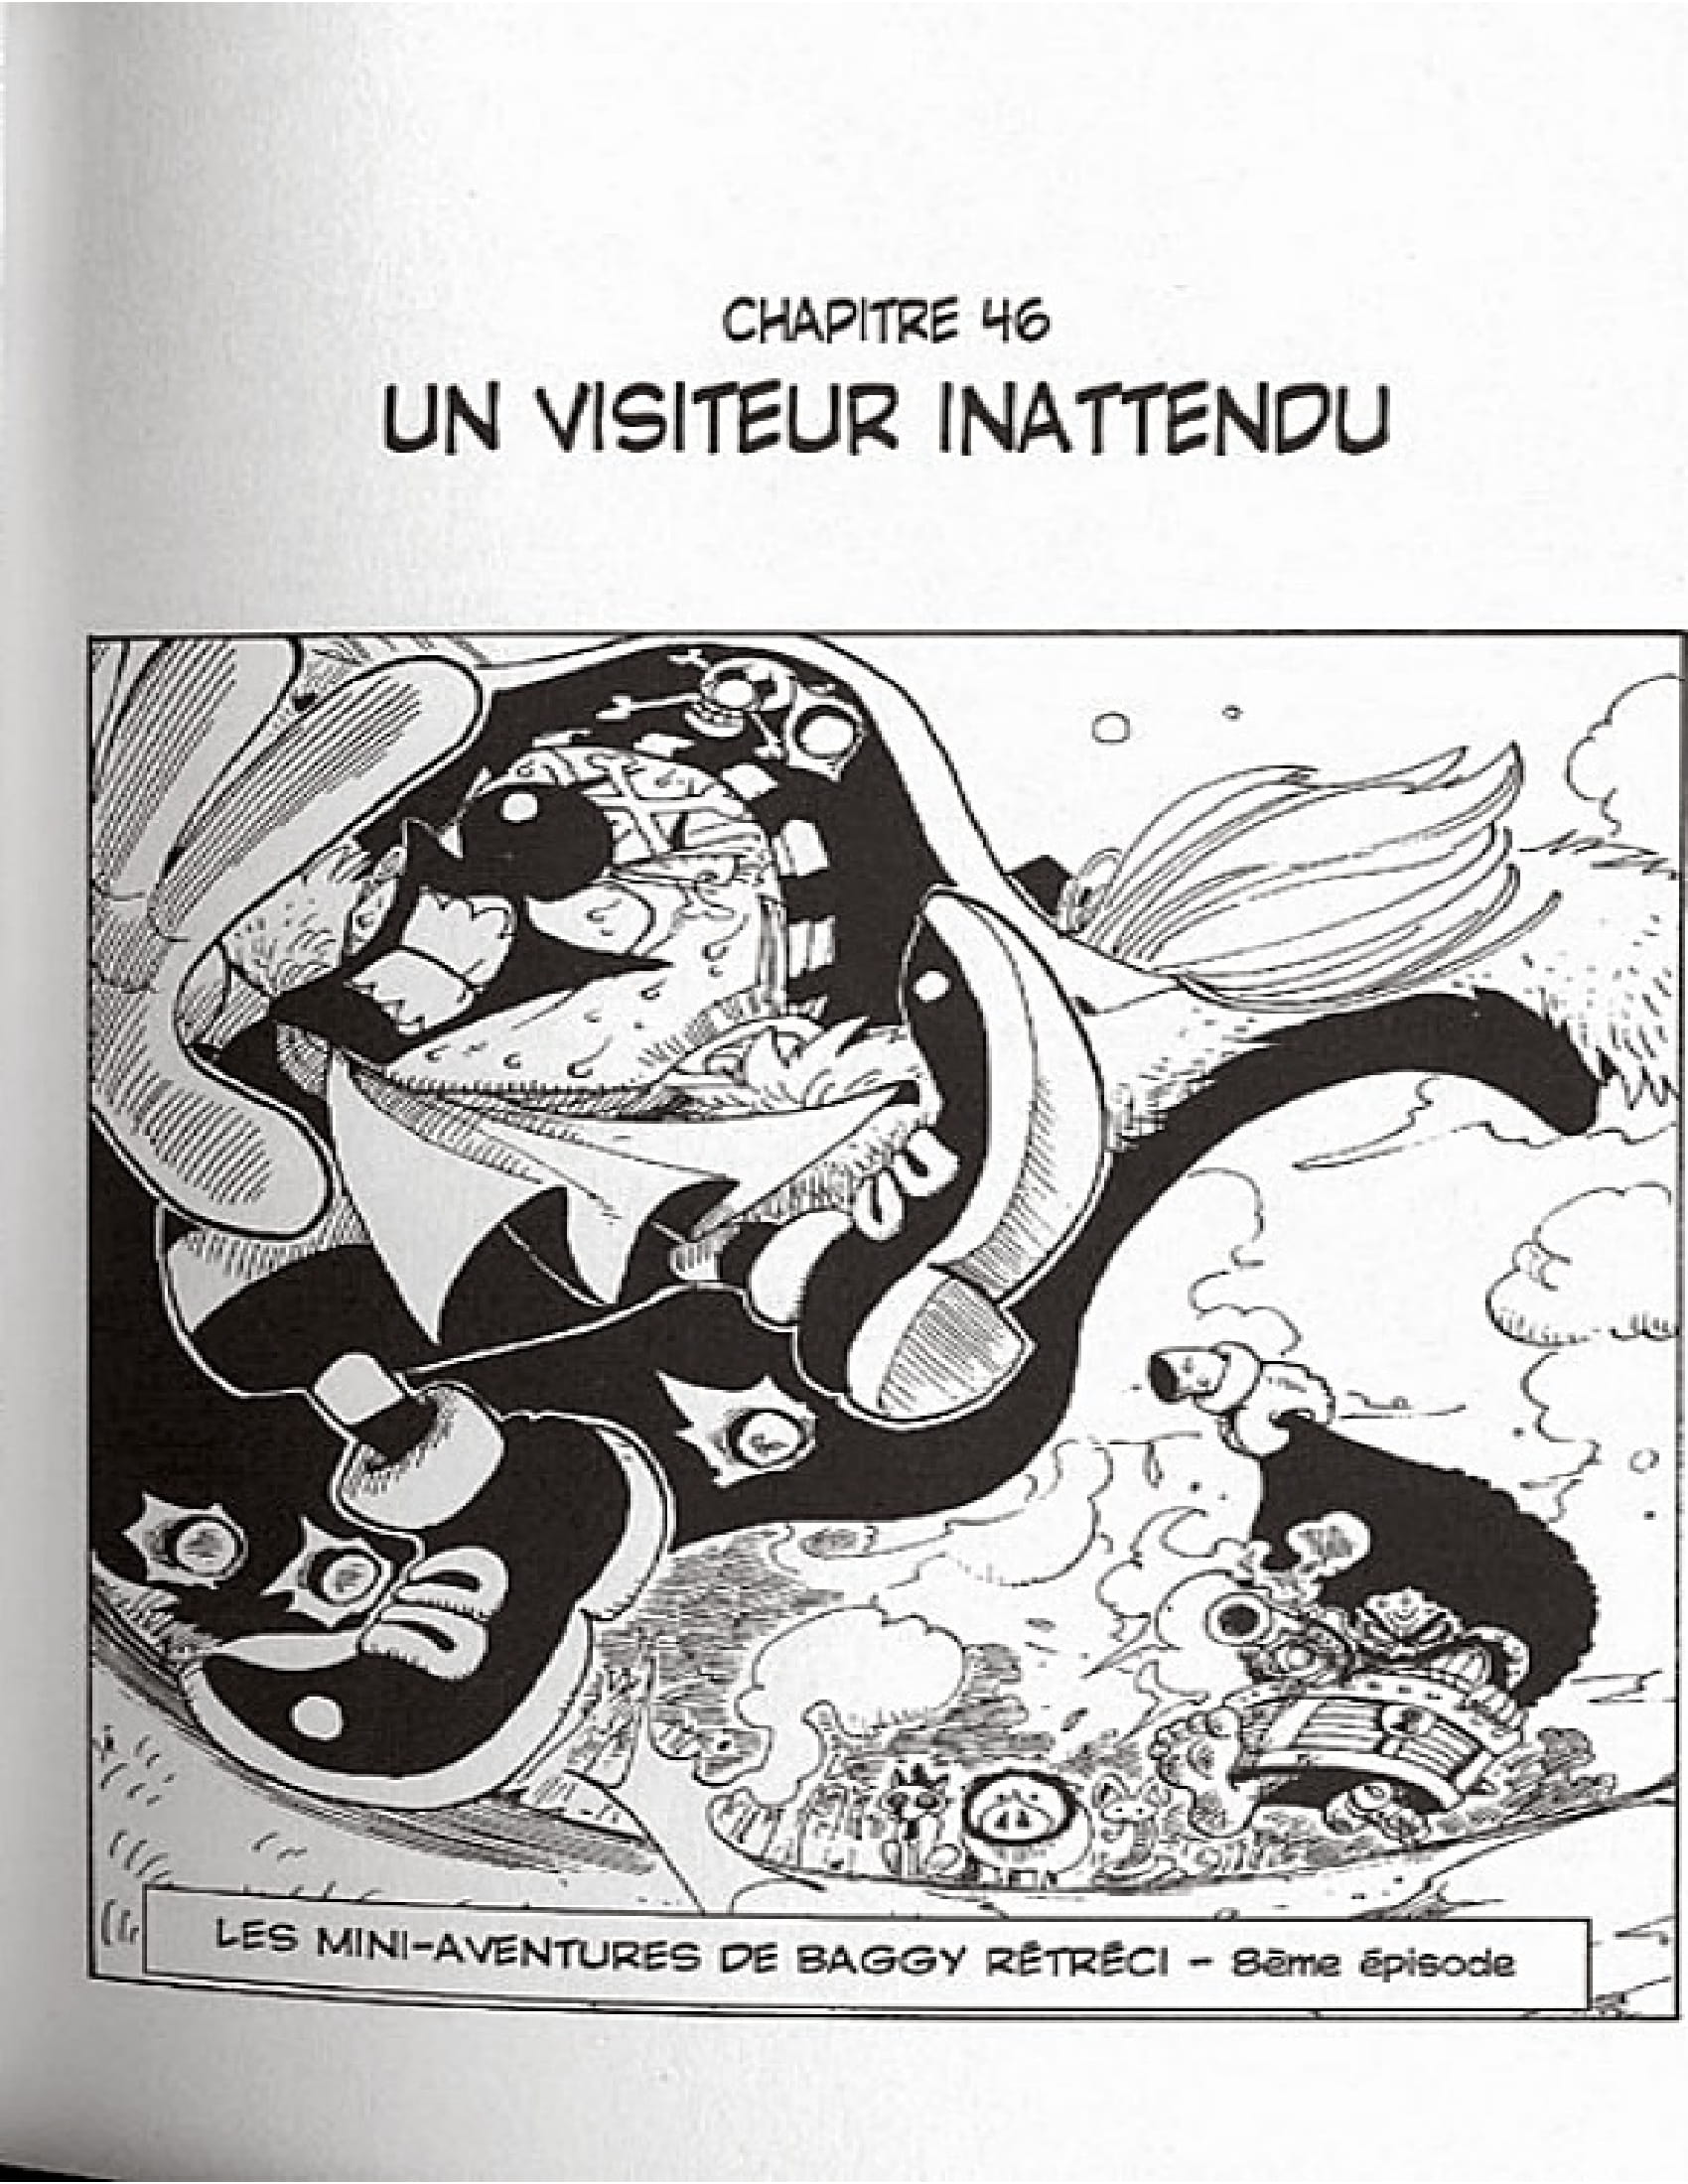 CHAPITRE 46
UN VISITEUR INATTENDU
LES MINI-AVENTURES DE BAGGY RÉTRÉCI - 8ème épisode